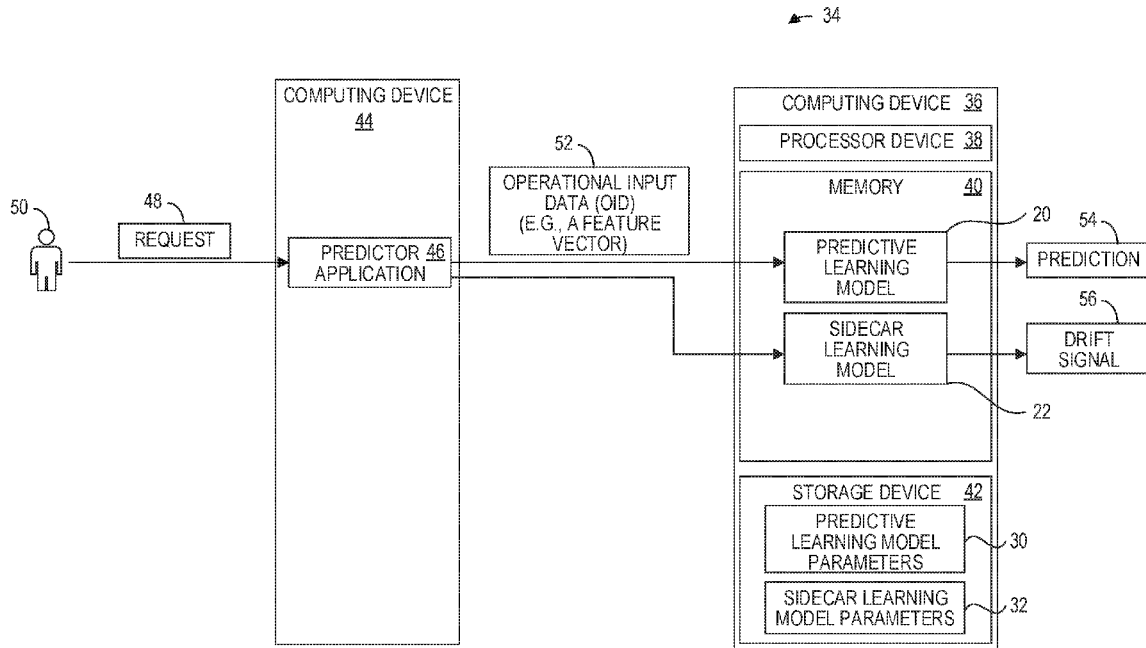 34
COMPUTING DEVICE
44
COMPUTING DEVICE 36
PROCESSOR DEVICE 38
52
OPERATIONAL INPUT
DATA (OID)
(E.G., A FEATURE
VECTOR)
MEMORY 40
50
48
REQUEST
PREDICTOR 46
APPLICATION
20
PREDICTIVE
LEARNING
MODEL
54
PREDICTION
56
SIDECAR
LEARNING
MODEL
DRIFT
SIGNAL
22
STORAGE DEVICE 42
PREDICTIVE
LEARNING MODEL
PARAMETERS
30
SIDECAR LEARNING
MODEL PARAMETERS
32